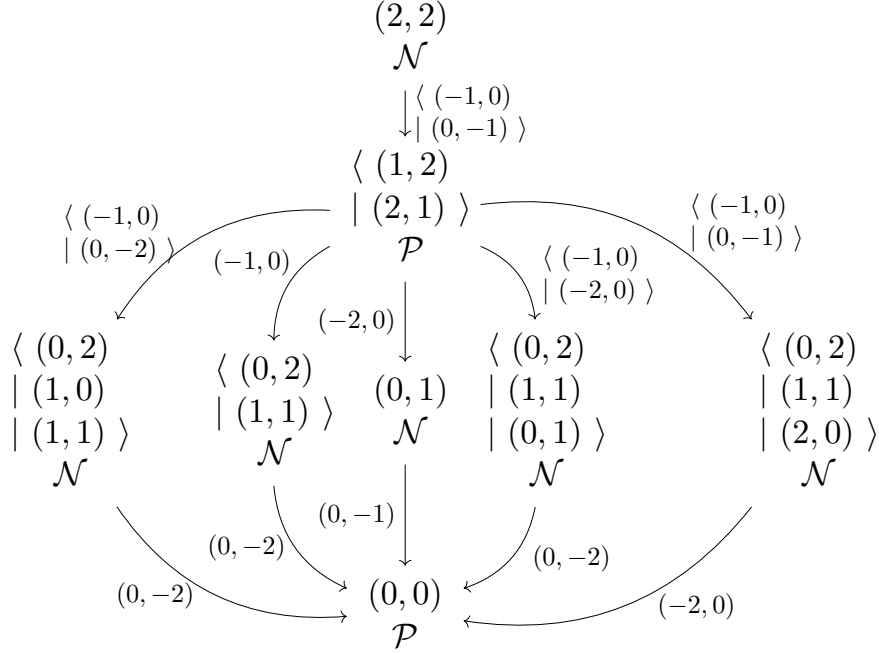 (2, 2)
𝒩
⟨ (−1, 0)
| (0, −1) ⟩
⟨ (1, 2)
| (2, 1) ⟩
𝒫
⟨ (−1, 0)
| (0, −2) ⟩
(−1, 0)
(−2, 0)
⟨ (−1, 0)
| (−2, 0) ⟩
⟨ (−1, 0)
| (0, −1) ⟩
⟨ (0, 2)
| (1, 0)
| (1, 1) ⟩
𝒩
⟨ (0, 2)
| (1, 1) ⟩
𝒩
(0, 1)
𝒩
⟨ (0, 2)
| (1, 1)
| (0, 1) ⟩
𝒩
⟨ (0, 2)
| (1, 1)
| (2, 0) ⟩
𝒩
(0, −2)
(0, −2)
(0, −1)
(0, −2)
(−2, 0)
(0, 0)
𝒫